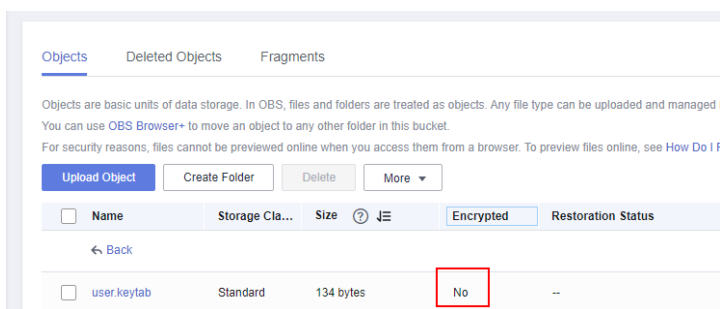 Objects Deleted Objects Fragments
Objects are basic units of data storage. In OBS, files and folders are treated as objects. Any file type can be uploaded and managed
You can use OBS Browser+ to move an object to any other folder in this bucket.
For security reasons, files cannot be previewed online when you access them from a browser. To preview files online, see How Do I
Upload Object Create Folder Delete More
Name Storage Cla... Size ? Encrypted Restoration Status
Back
user.keytab Standard 134 bytes No --